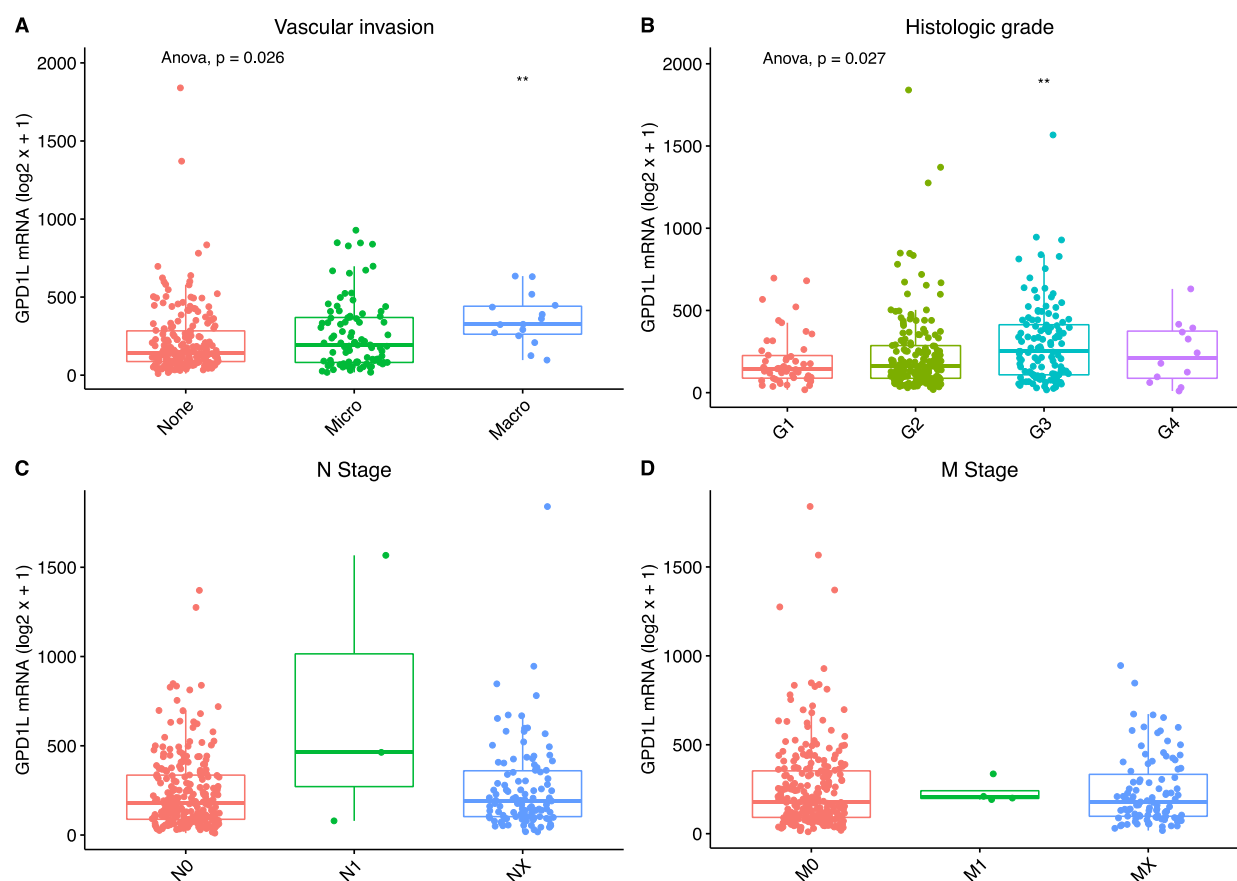 A
Vascular invasion
Anova, p = 0.026
**
GPD1L mRNA (log2 x + 1)
2000
1500
1000
500
0
None
Micro
Macro
B
Histologic grade
Anova, p = 0.027
**
GPD1L mRNA (log2 x + 1)
2000
1500
1000
500
0
G1
G2
G3
G4
C
N Stage
GPD1L mRNA (log2 x + 1)
1500
1000
500
0
N0
N1
NX
D
M Stage
GPD1L mRNA (log2 x + 1)
1500
1000
500
0
M0
M1
MX